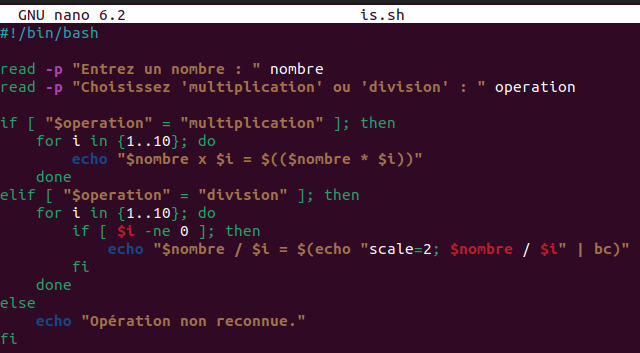 GNU nano 6.2 is.sh
#!/bin/bash
read -p "Entrez un nombre : " nombre
read -p "Choisissez 'multiplication' ou 'division' : " operation
if [ "$operation" = "multiplication" ]; then
    for i in {1..10}; do
        echo "$nombre x $i = $(($nombre * $i))"
    done
elif [ "$operation" = "division" ]; then
    for i in {1..10}; do
        if [ $i -ne 0 ]; then
            echo "$nombre / $i = $(echo "scale=2; $nombre / $i" | bc)"
        fi
    done
else
    echo "Opération non reconnue."
fi